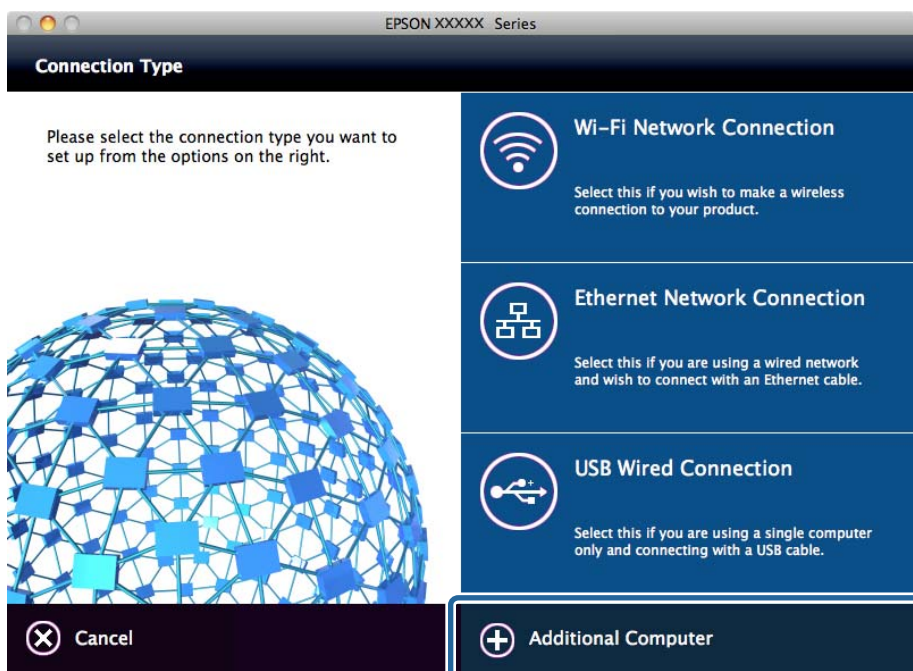 EPSON XXXXX Series
Connection Type
Please select the connection type you want to
set up from the options on the right.
Wi-Fi Network Connection
Select this if you wish to make a wireless
connection to your product.
Ethernet Network Connection
Select this if you are using a wired network
and wish to connect with an Ethernet cable.
USB Wired Connection
Select this if you are using a single computer
only and connecting with a USB cable.
Cancel
Additional Computer